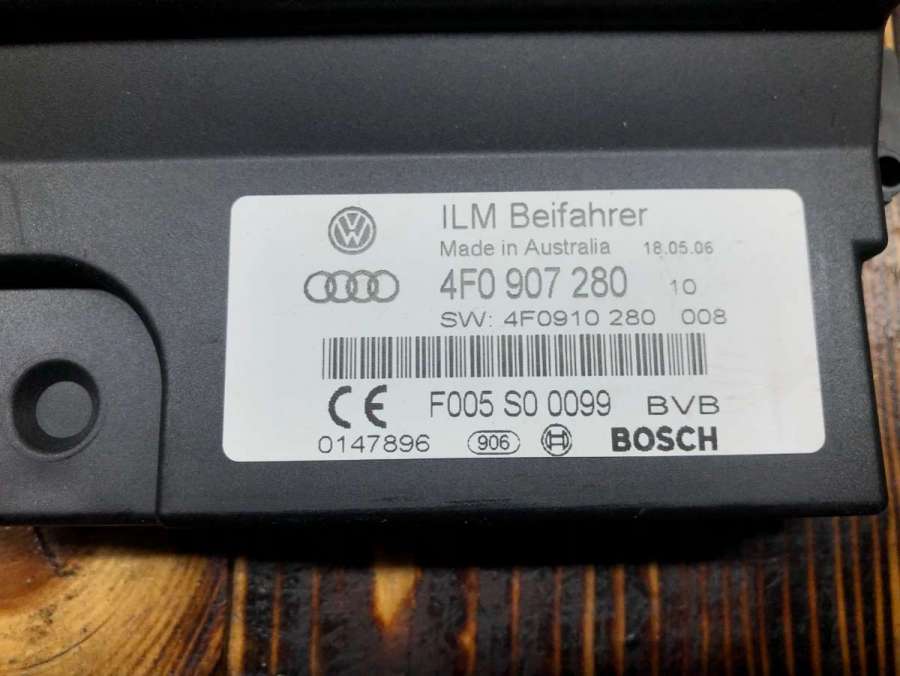 ILM Beifahrer
Made in Australia 18.05.06
4F0 907 280 10
SW: 4F0910 280 008
CE F005 S0 0099 BVB
0147896 906 BOSCH